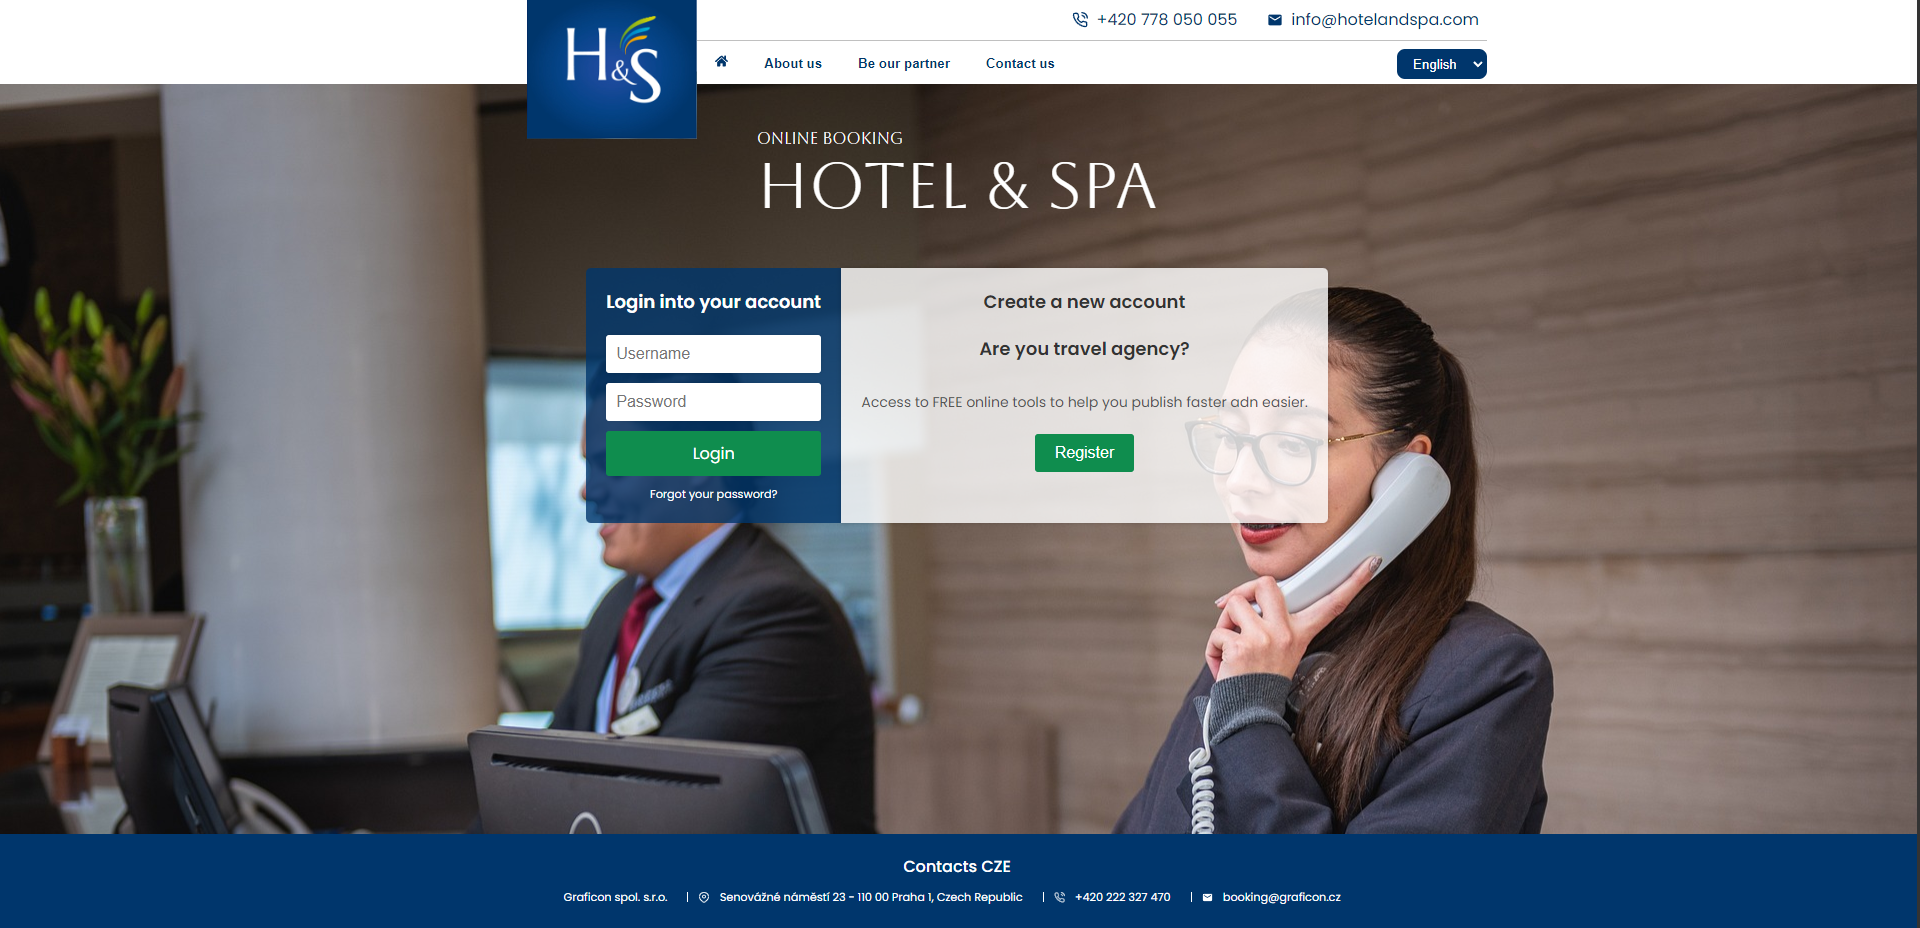 H&S
+420 778 050 055
info@hotelandspa.com
About us
Be our partner
Contact us
English
ONLINE BOOKING
HOTEL & SPA
Login into your account
Username
Password
Login
Forgot your password?
Create a new account
Are you travel agency?
Access to FREE online tools to help you publish faster adn easier.
Register
Contacts CZE
Graficon spol. s.r.o. | Senovážné náměstí 23 - 110 00 Praha 1, Czech Republic | +420 222 327 470 | booking@graficon.cz